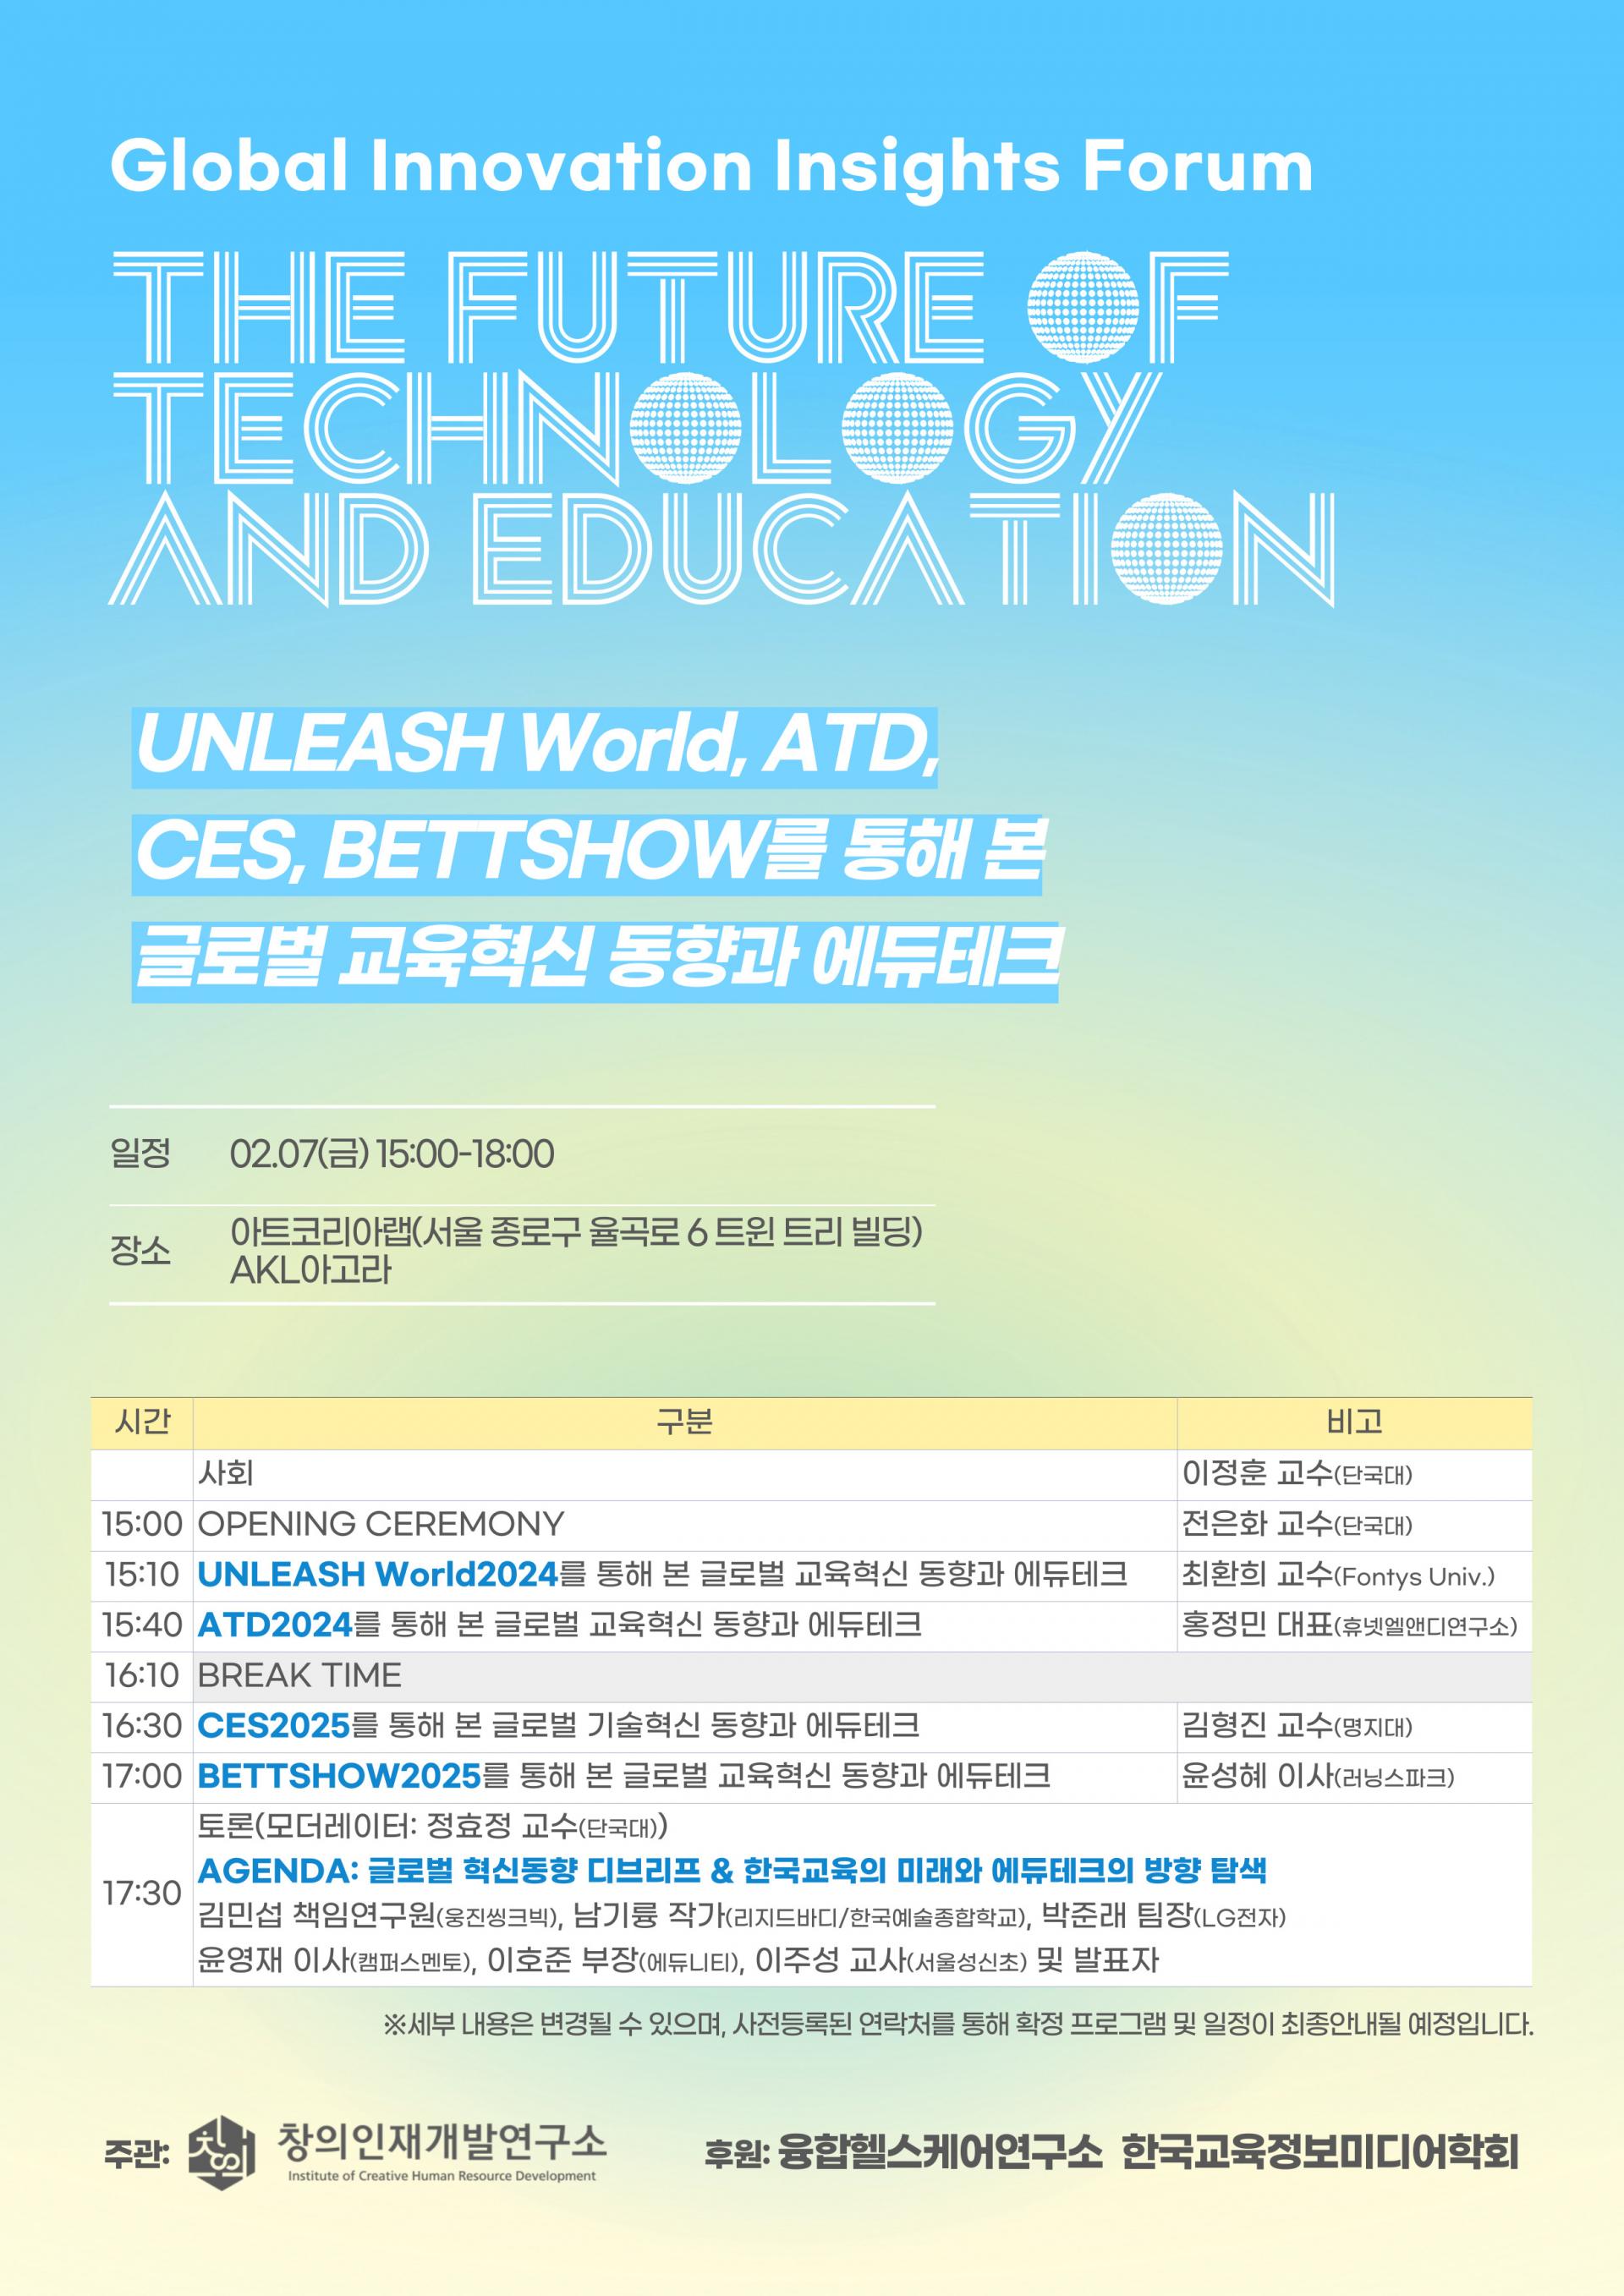 Global Innovation Insights Forum
THE FUTURE OF
TECHNOLOGY
AND EDUCATION
UNLEASH World, ATD,
CES, BETTSHOW를 통해 본
글로벌 교육혁신 동향과 에듀테크
일정 02.07(금) 15:00-18:00
장소 아트코리아랩(서울 종로구 율곡로 6 트윈 트리 빌딩)
AKL아고라
시간 구분 비고
사회 이정훈 교수(단국대)
15:00 OPENING CEREMONY 전은화 교수(단국대)
15:10 UNLEASH World2024를 통해 본 글로벌 교육혁신 동향과 에듀테크 최환희 교수(Fontys Univ.)
15:40 ATD2024를 통해 본 글로벌 교육혁신 동향과 에듀테크 홍정민 대표(휴넷엘앤디연구소)
16:10 BREAK TIME
16:30 CES2025를 통해 본 글로벌 기술혁신 동향과 에듀테크 김형진 교수(명지대)
17:00 BETTSHOW2025를 통해 본 글로벌 교육혁신 동향과 에듀테크 윤성혜 이사(러닝스파크)
17:30 토론(모더레이터: 정효정 교수(단국대))
AGENDA: 글로벌 혁신동향 디브리프 & 한국교육의 미래와 에듀테크의 방향 탐색
김민섭 책임연구원(웅진씽크빅), 남기륭 작가(리지드바디/한국예술종합학교), 박준래 팀장(LG전자)
윤영재 이사(캠퍼스멘토), 이호준 부장(에듀니티), 이주성 교사(서울성신초) 및 발표자
※세부 내용은 변경될 수 있으며, 사전등록된 연락처를 통해 확정 프로그램 및 일정이 최종안내될 예정입니다.
주관: 창의 창의인재개발연구소
Institute of Creative Human Resource Development
후원: 융합헬스케어연구소 한국교육정보미디어학회